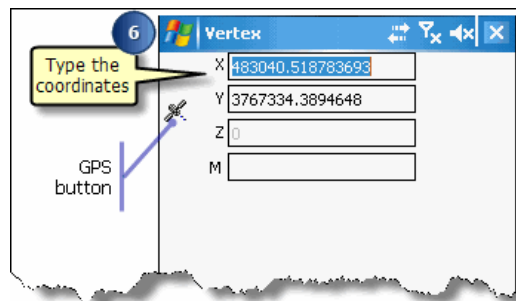 6
Vertex
Type the
coordinates
X 483040.518783693
Y 3767334.3894648
Z 0
M
GPS
button